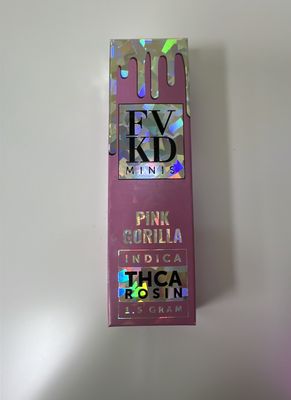 FV
KD
MINIS
PINK
GORILLA
INDICA
THCA
ROSIN
1.5 GRAM